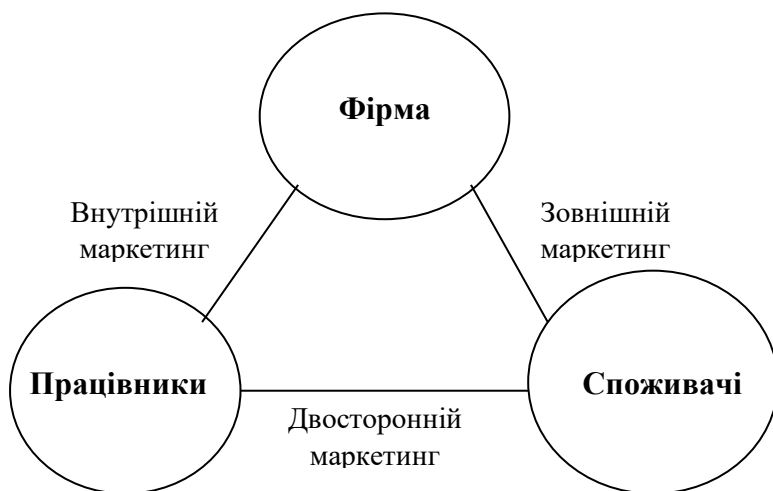 Фірма
Внутрішній
маркетинг
Зовнішній
маркетинг
Працівники
Споживачі
Двосторонній
маркетинг